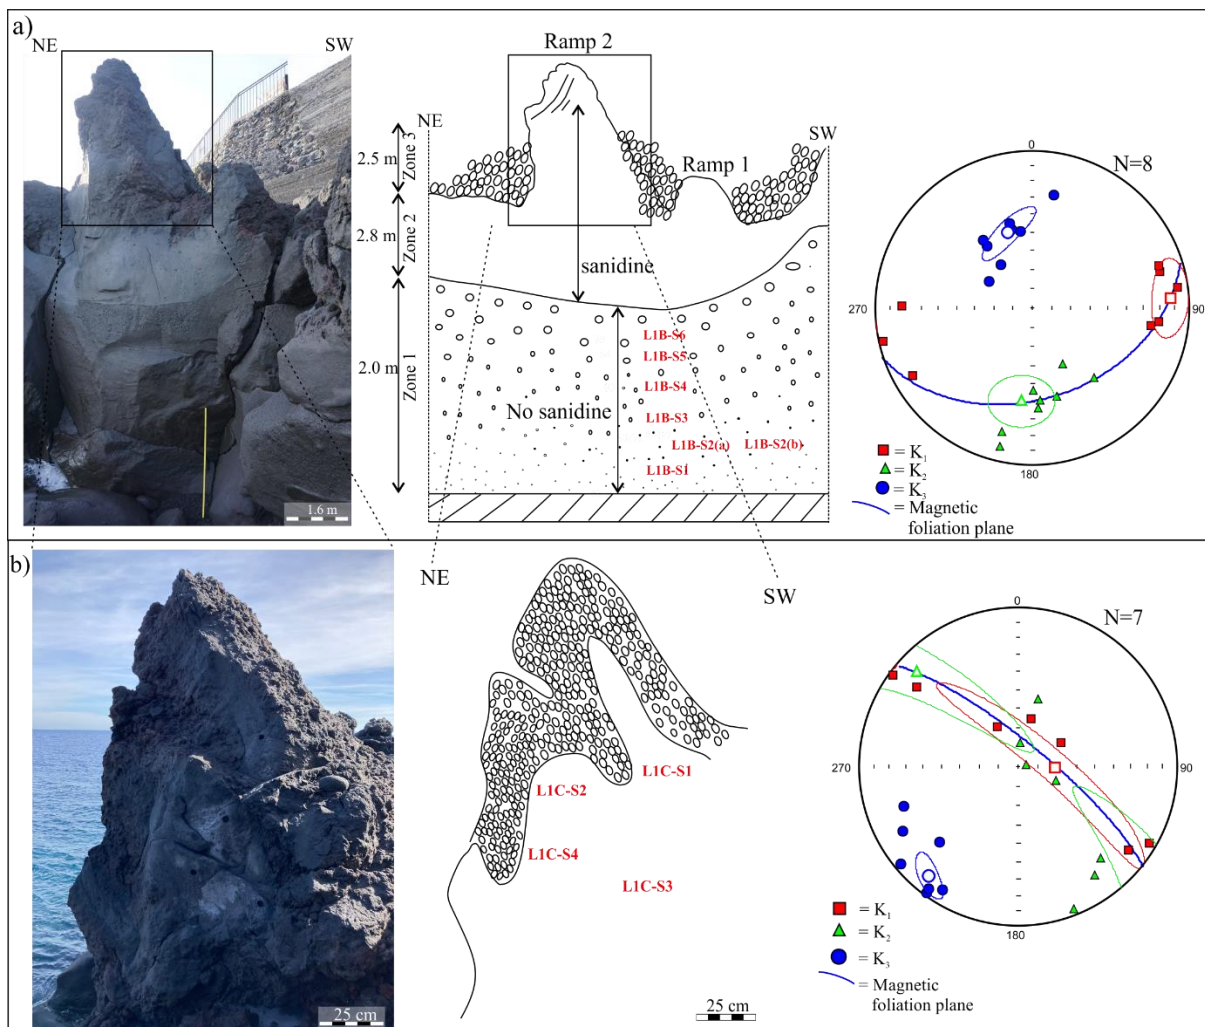 a)
NE
SW
1.6 m
2.5 m
Zone 3
2.8 m
Zone 2
2.0 m
Zone 1
Ramp 2
NE
SW
Ramp 1
sanidine
No sanidine
L1B-S6
L1B-S5
L1B-S4
L1B-S3
L1B-S2(a)
L1B-S2(b)
L1B-S1
N=8
0
270
90
180
= K1
= K2
= K3
= Magnetic
foliation plane
b)
25 cm
NE
SW
L1C-S1
L1C-S2
L1C-S4
L1C-S3
25 cm
N=7
0
270
90
180
= K1
= K2
= K3
= Magnetic
foliation plane